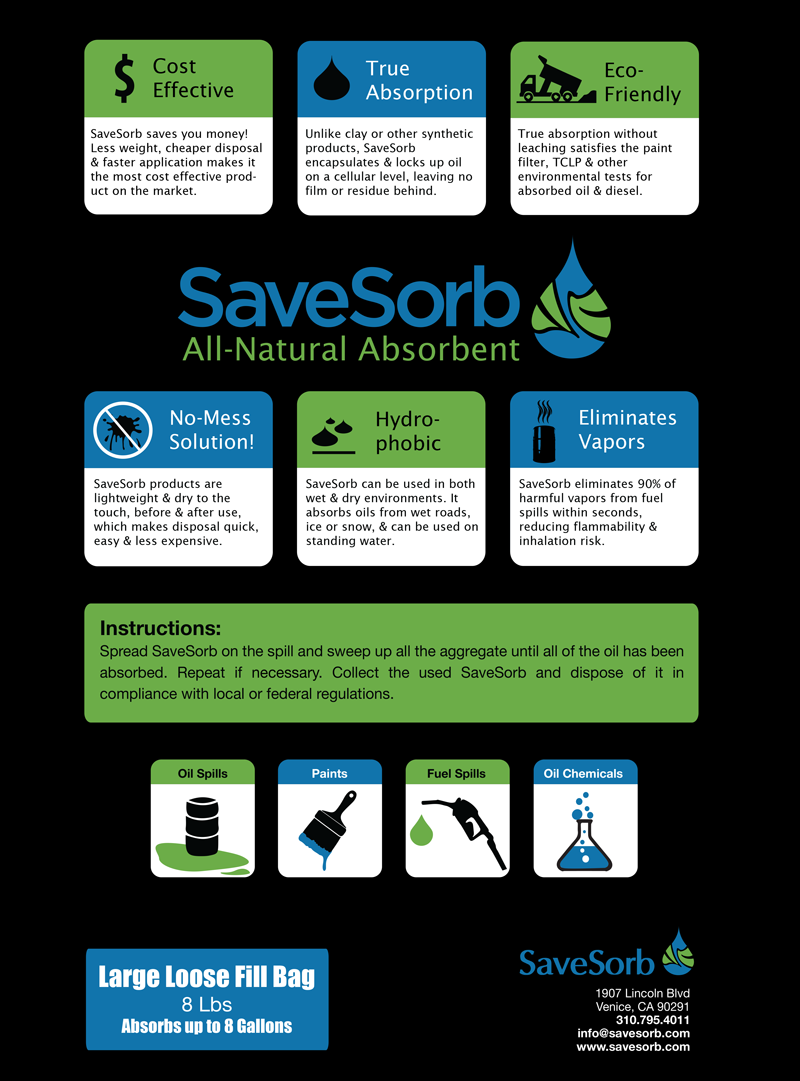 $
Cost
Effective
SaveSorb saves you money!
Less weight, cheaper disposal
& faster application makes it
the most cost effective prod-
uct on the market.
True
Absorption
Unlike clay or other synthetic
products, SaveSorb
encapsulates & locks up oil
on a cellular level, leaving no
film or residue behind.
Eco-
Friendly
True absorption without
leaching satisfies the paint
filter, TCLP & other
environmental tests for
absorbed oil & diesel.
SaveSorb
All-Natural Absorbent
No-Mess
Solution!
SaveSorb products are
lightweight & dry to the
touch, before & after use,
which makes disposal quick,
easy & less expensive.
Hydro-
phobic
SaveSorb can be used in both
wet & dry environments. It
absorbs oils from wet roads,
ice or snow, & can be used on
standing water.
Eliminates
Vapors
SaveSorb eliminates 90% of
harmful vapors from fuel
spills within seconds,
reducing flammability &
inhalation risk.
Instructions:
Spread SaveSorb on the spill and sweep up all the aggregate until all of the oil has been
absorbed. Repeat if necessary. Collect the used SaveSorb and dispose of it in
compliance with local or federal regulations.
Oil Spills
Paints
Fuel Spills
Oil Chemicals
Large Loose Fill Bag
8 Lbs
Absorbs up to 8 Gallons
SaveSorb
1907 Lincoln Blvd
Venice, CA 90291
310.795.4011
info@savesorb.com
www.savesorb.com